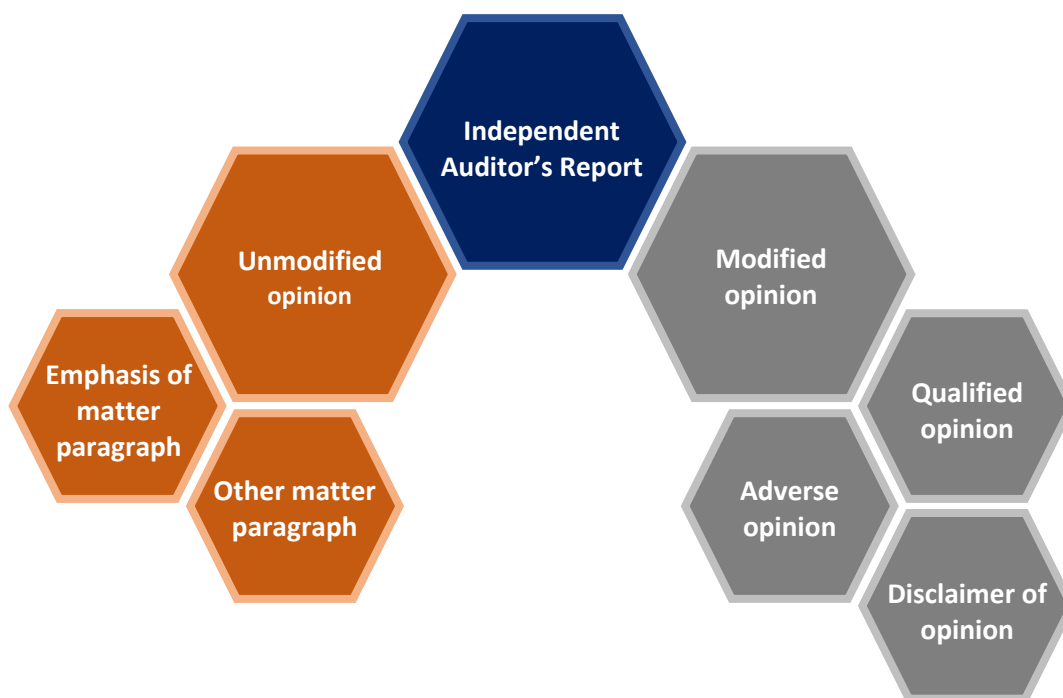 Independent
Auditor’s Report
Unmodified
opinion
Modified
opinion
Emphasis of
matter
paragraph
Other matter
paragraph
Qualified
opinion
Adverse
opinion
Disclaimer of
opinion